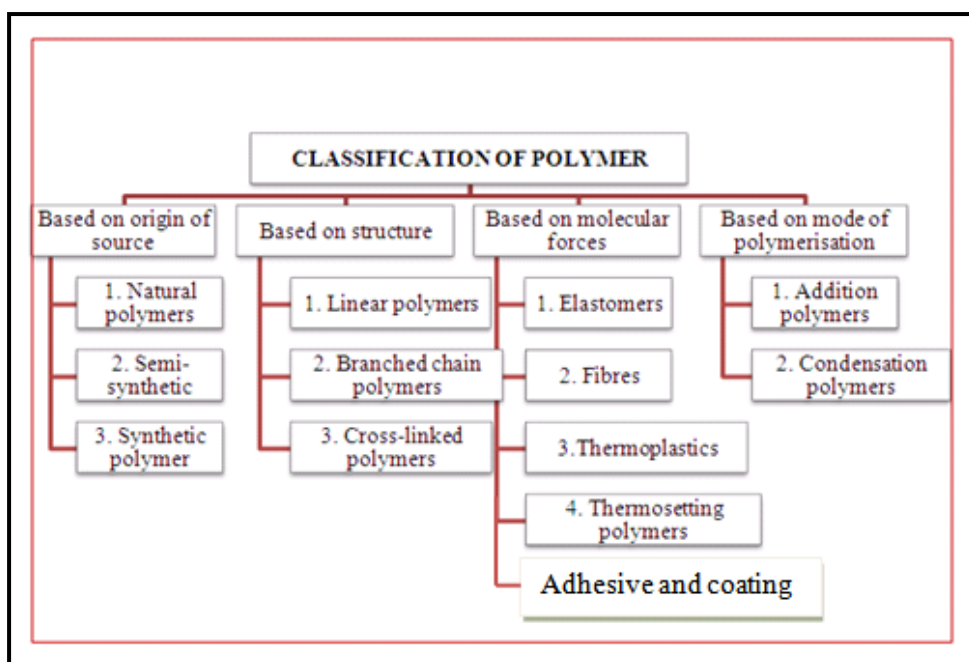 CLASSIFICATION OF POLYMER
Based on origin of
source
1. Natural
polymers
2. Semi-
synthetic
3. Synthetic
polymer
Based on structure
1. Linear polymers
2. Branched chain
polymers
3. Cross-linked
polymers
Based on molecular
forces
1. Elastomers
2. Fibres
3.Thermoplastics
4. Thermosetting
polymers
Adhesive and coating
Based on mode of
polymerisation
1. Addition
polymers
2. Condensation
polymers